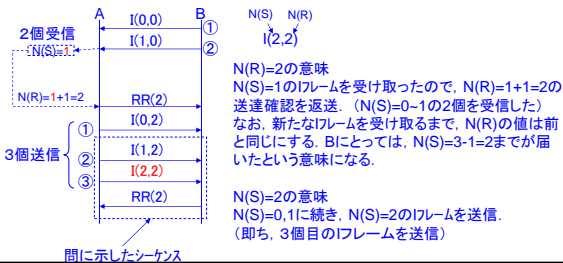 A
B
N(S) N(R)
I(2,2)
2個受信
I(0,0)
①
I(1,0)
②
N(S)=1
N(R)=1+1=2
RR(2)
①
I(0,2)
3個送信
②
I(1,2)
③
I(2,2)
RR(2)
問に示したシーケンス
N(R)=2の意味
N(S)=1のIフレームを受け取ったので，N(R)=1+1=2の
送達確認を返送．（N(S)=0~1の2個を受信した）
なお，新たなIフレームを受け取るまで，N(R)の値は前
と同じにする．Bにとっては，N(S)=3-1=2までが届
いたという意味になる．
N(S)=2の意味
N(S)=0,1に続き，N(S)=2のIフレームを送信．
（即ち，3個目のIフレームを送信）